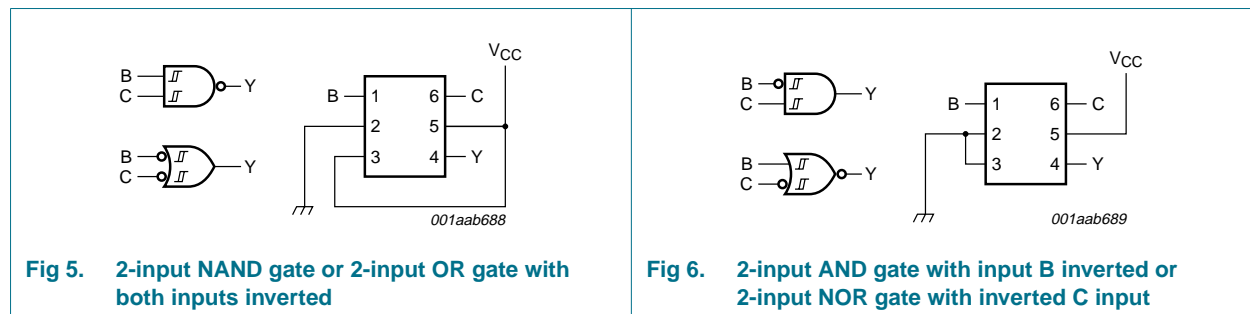 B
C
Y
B
C
Y
VCC
B
1
6
C
2
5
3
4
Y
001aab688
Fig 5. 2-input NAND gate or 2-input OR gate with
both inputs inverted
B
C
Y
B
C
Y
VCC
B
1
6
C
2
5
3
4
Y
001aab689
Fig 6. 2-input AND gate with input B inverted or
2-input NOR gate with inverted C input